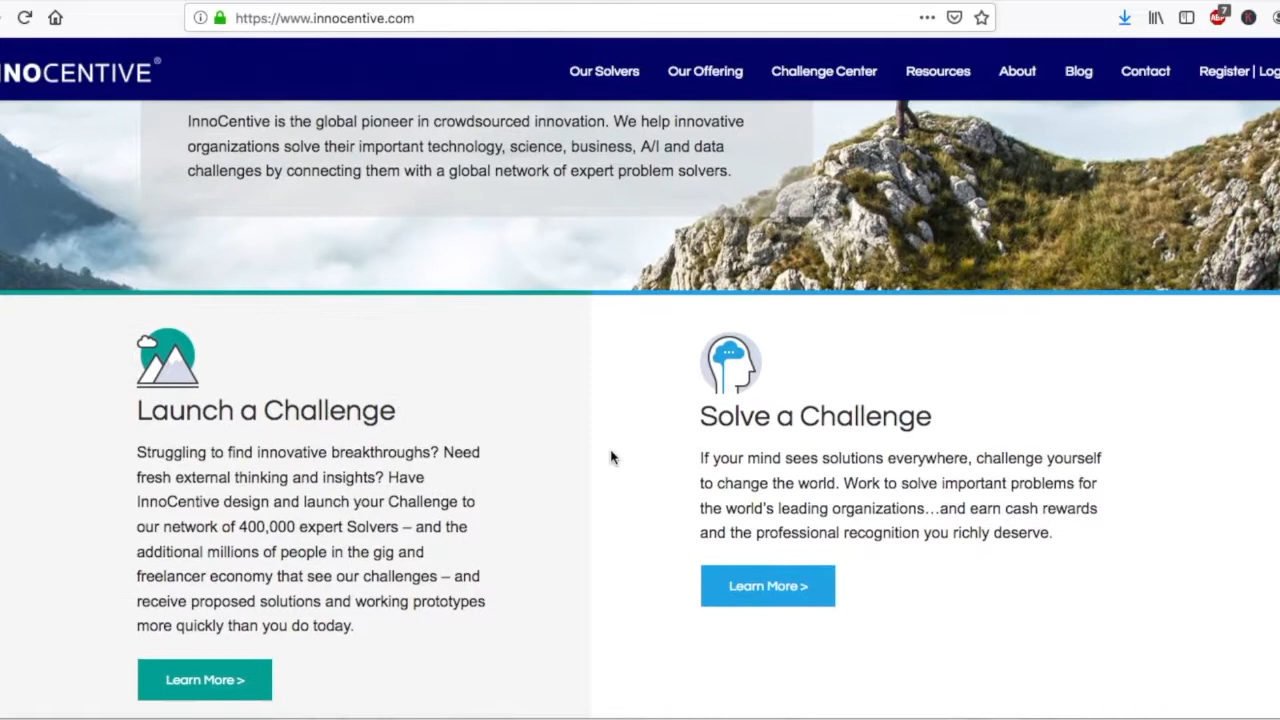 https://www.innocentive.com
7
NOCENTIVE®
Our Solvers
Our Offering
Challenge Center
Resources
About
Blog
Contact
Register |
InnoCentive is the global pioneer in crowdsourced innovation. We help innovative
organizations solve their important technology, science, business, A/I and data
challenges by connecting them with a global network of expert problem solvers.
Launch a Challenge
Struggling to find innovative breakthroughs? Need
fresh external thinking and insights? Have
InnoCentive design and launch your Challenge to
our network of 400,000 expert Solvers – and the
additional millions of people in the gig and
freelancer economy that see our challenges – and
receive proposed solutions and working prototypes
more quickly than you do today.
Learn More >
Solve a Challenge
If your mind sees solutions everywhere, challenge yourself
to change the world. Work to solve important problems for
the world's leading organizations…and earn cash rewards
and the professional recognition you richly deserve.
Learn More >